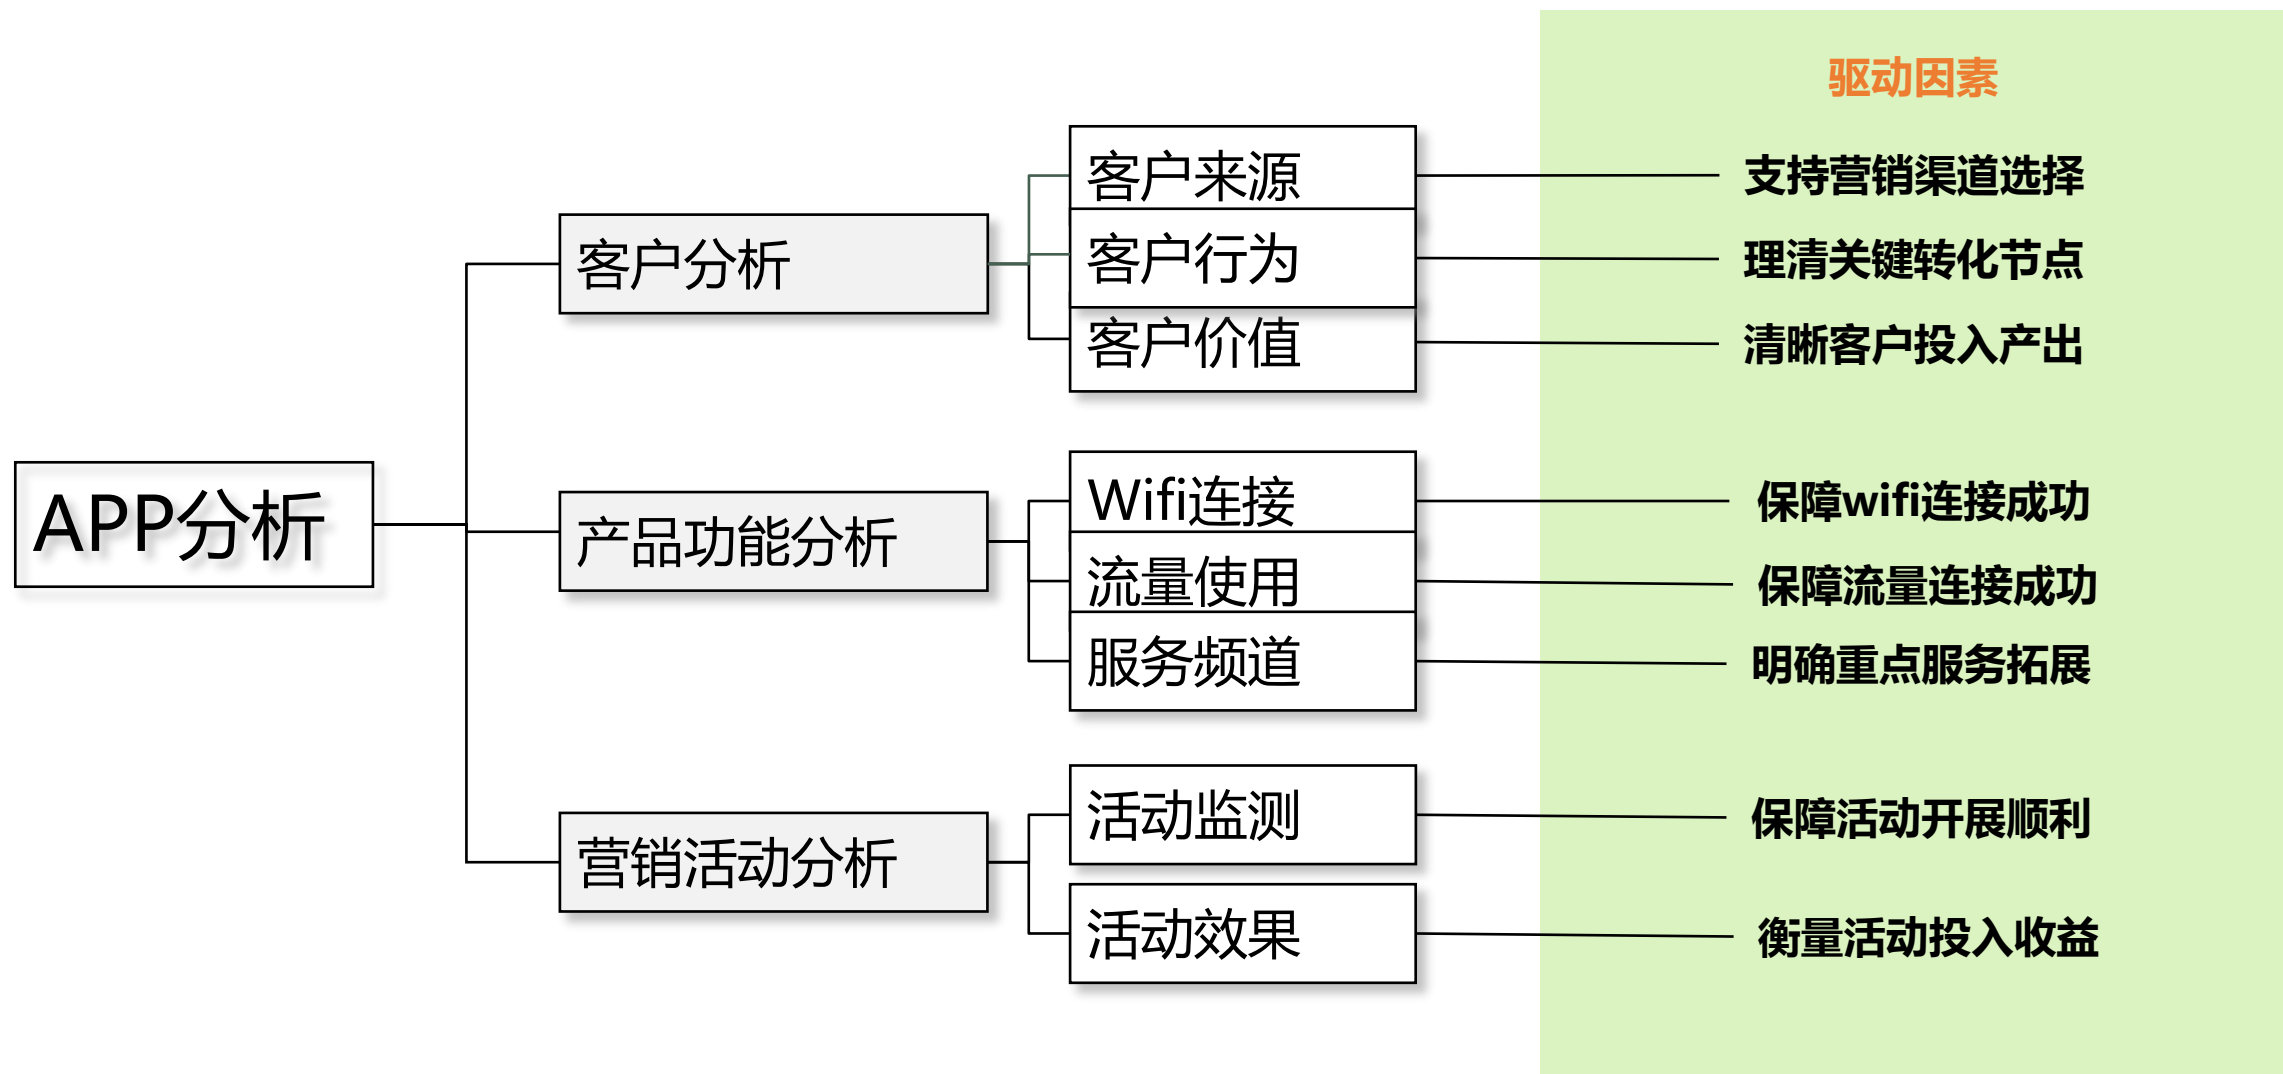 驱动因素
客户来源
支持营销渠道选择
客户分析
客户行为
理清关键转化节点
客户价值
清晰客户投入产出
APP分析
Wifi连接
保障wifi连接成功
产品功能分析
流量使用
保障流量连接成功
服务频道
明确重点服务拓展
活动监测
保障活动开展顺利
营销活动分析
活动效果
衡量活动投入收益